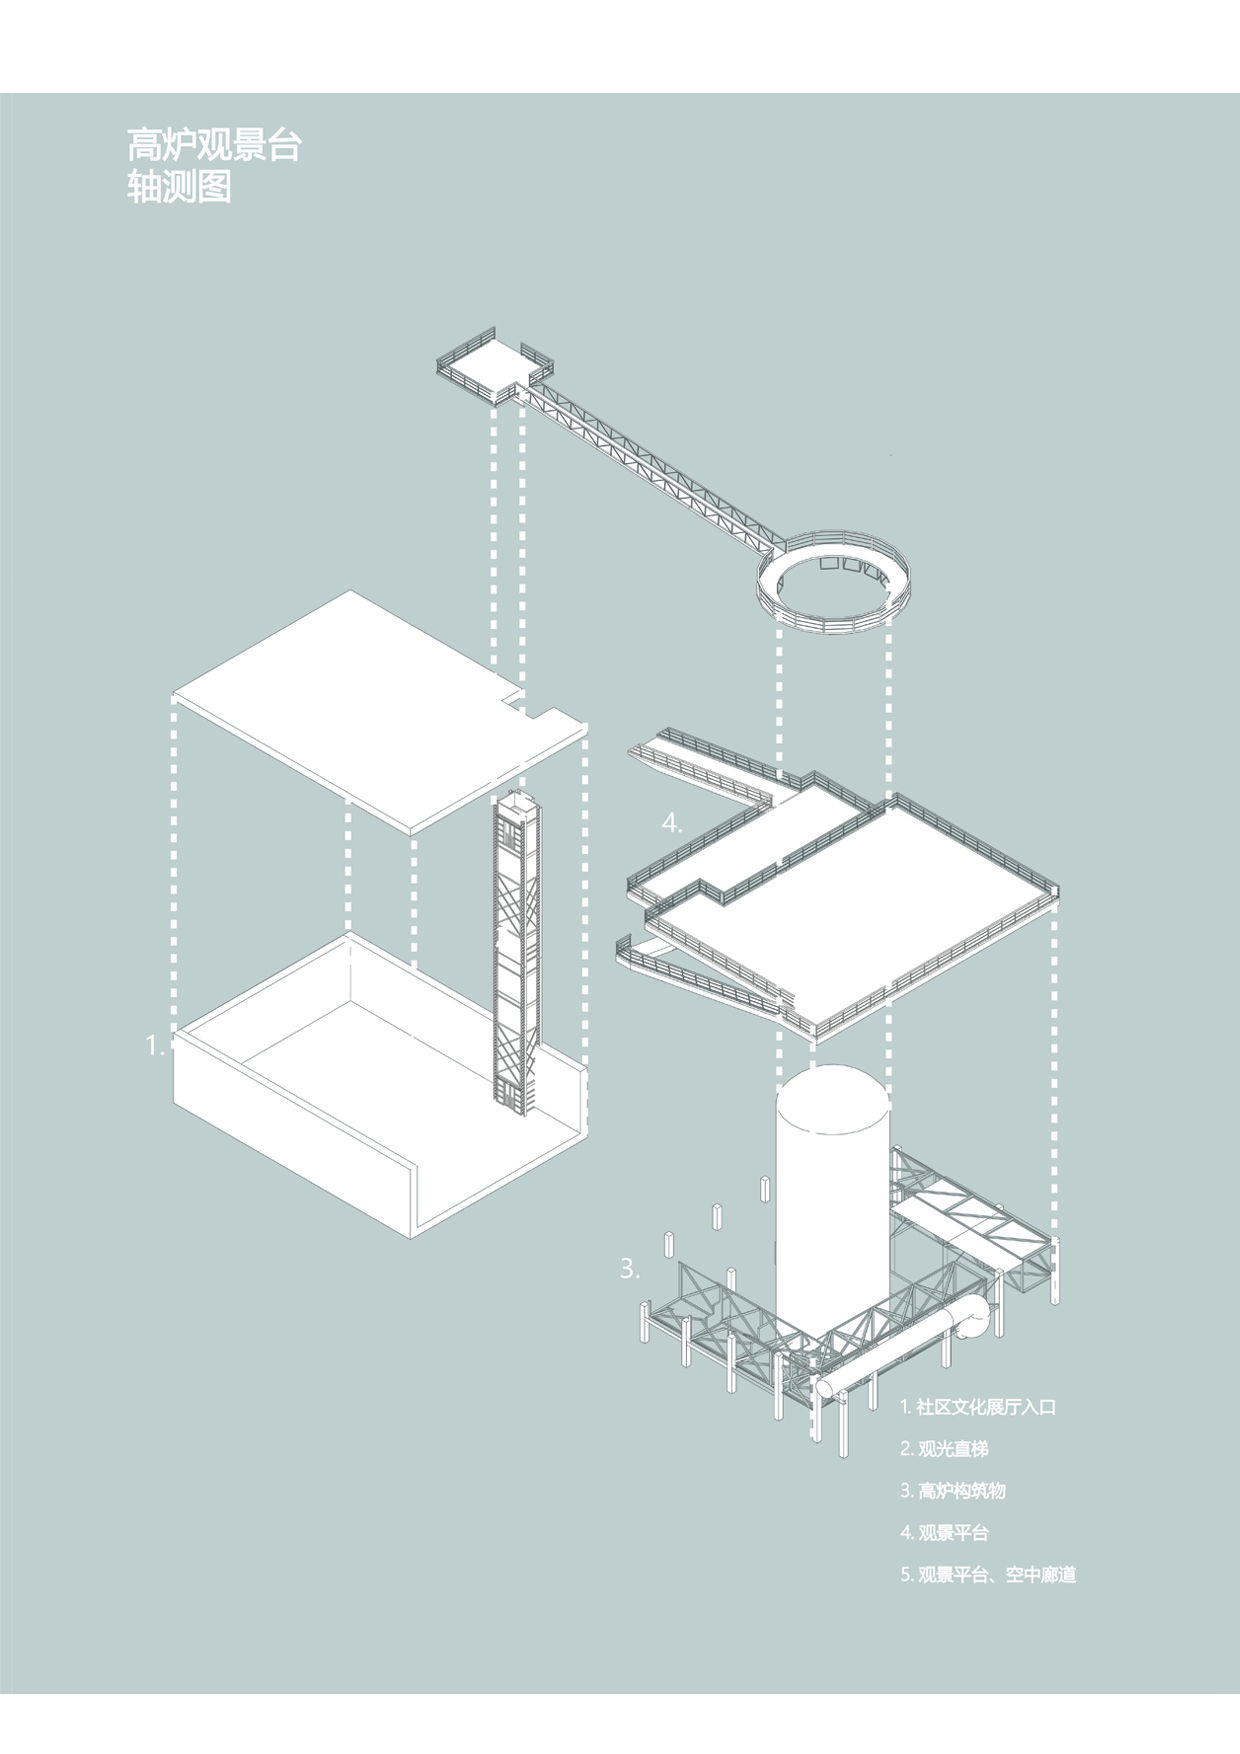 高炉观景台
轴测图
4.
1.
3.
1. 社区文化展厅入口
2. 观光直梯
3. 高炉构筑物
4. 观景平台
5. 观景平台、空中廊道